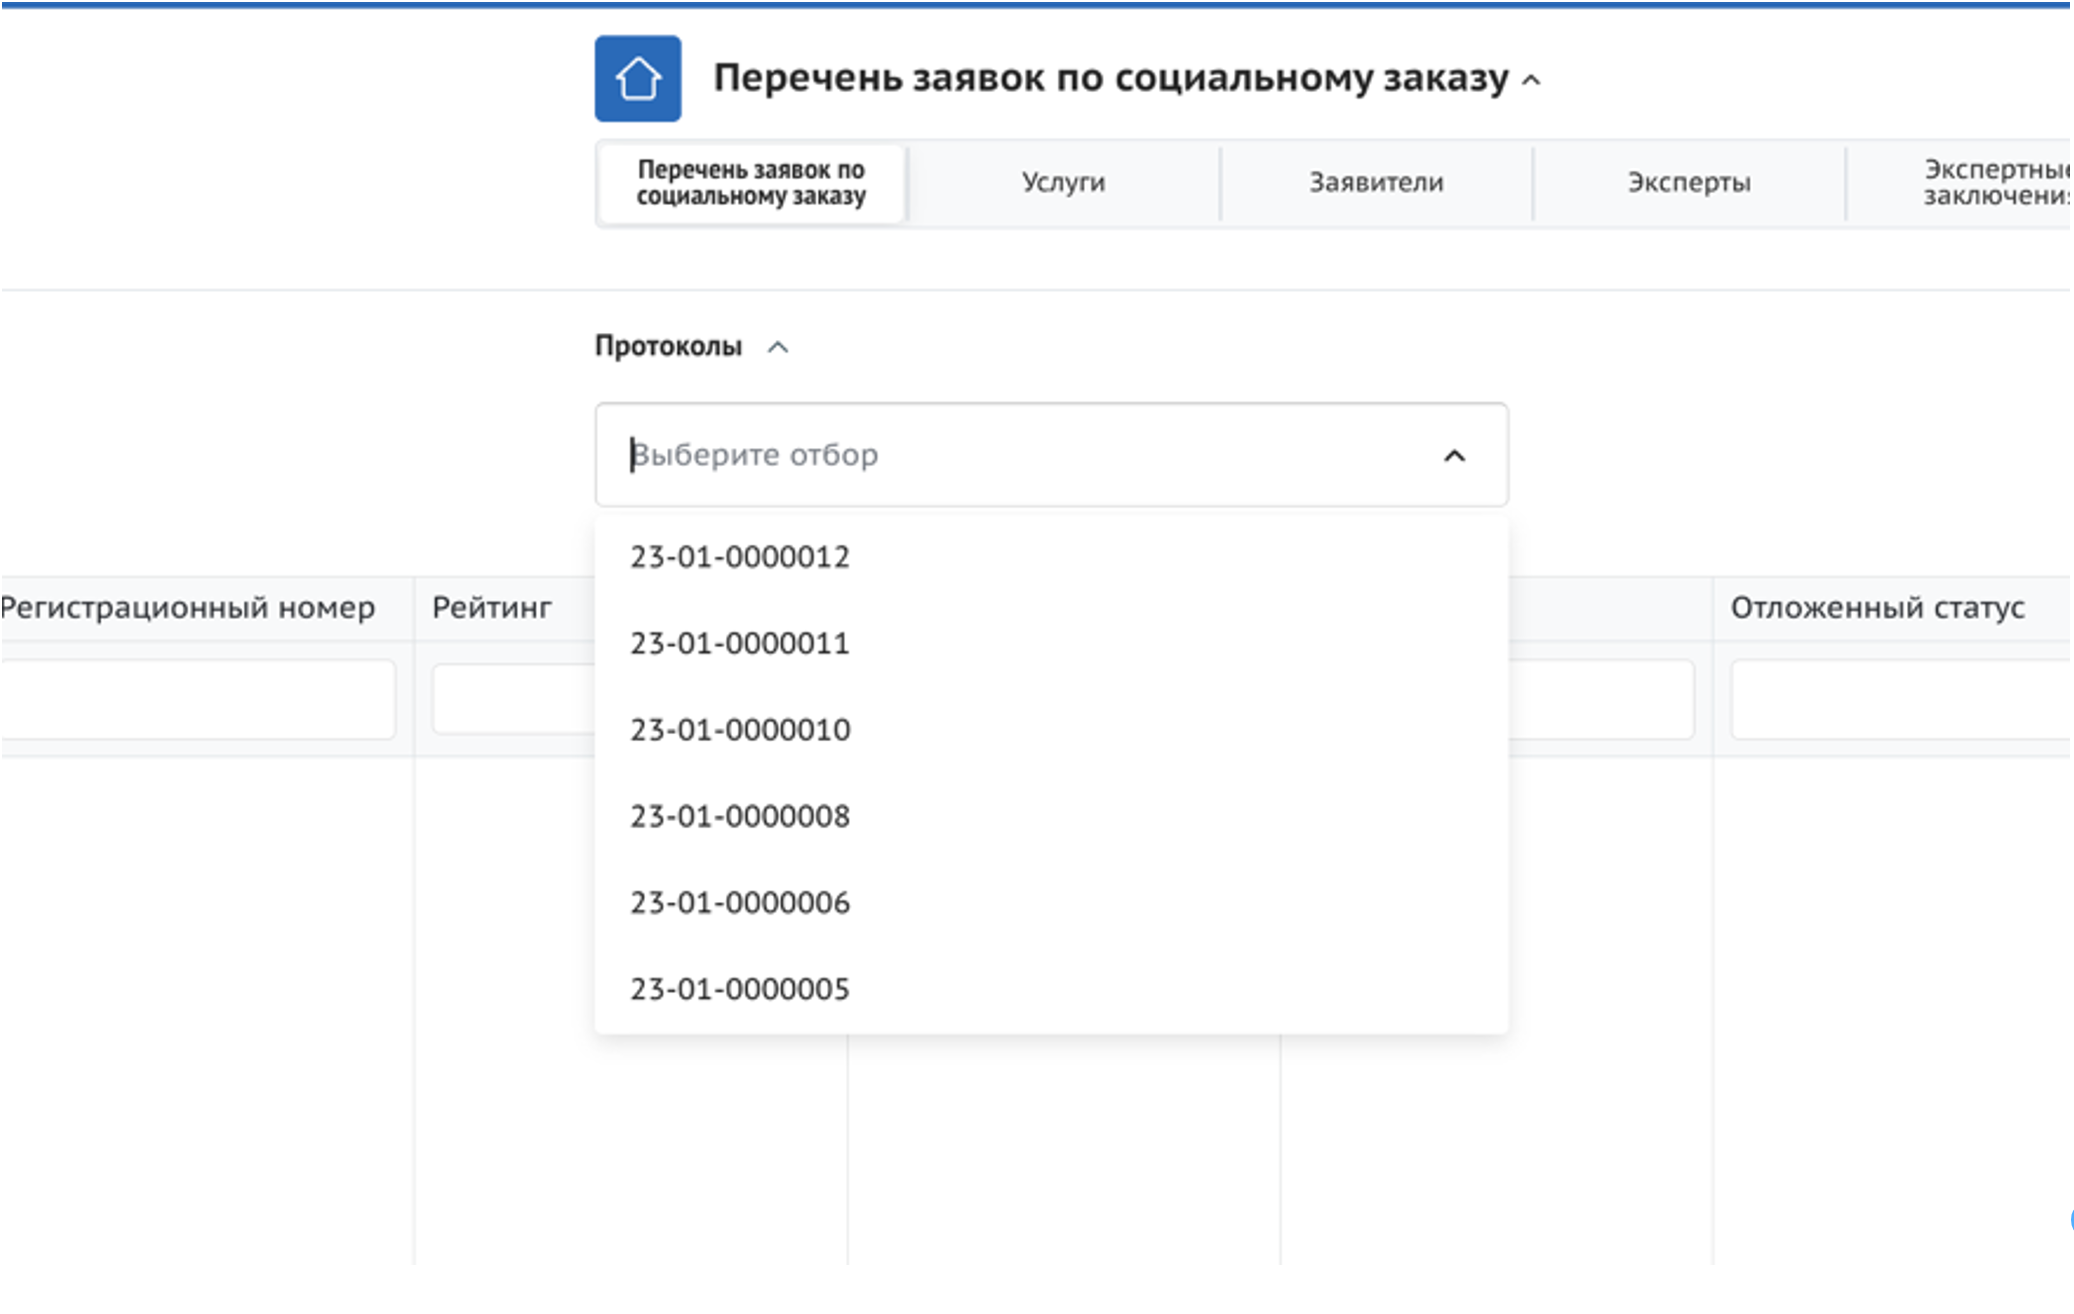 Перечень заявок по социальному заказу
Перечень заявок по
социальному заказу
Услуги
Заявители
Эксперты
Экспертные
заключения
Протоколы
Выберите отбор
23-01-0000012
23-01-0000011
23-01-0000010
23-01-0000008
23-01-0000006
23-01-0000005
Регистрационный номер
Рейтинг
Отложенный статус